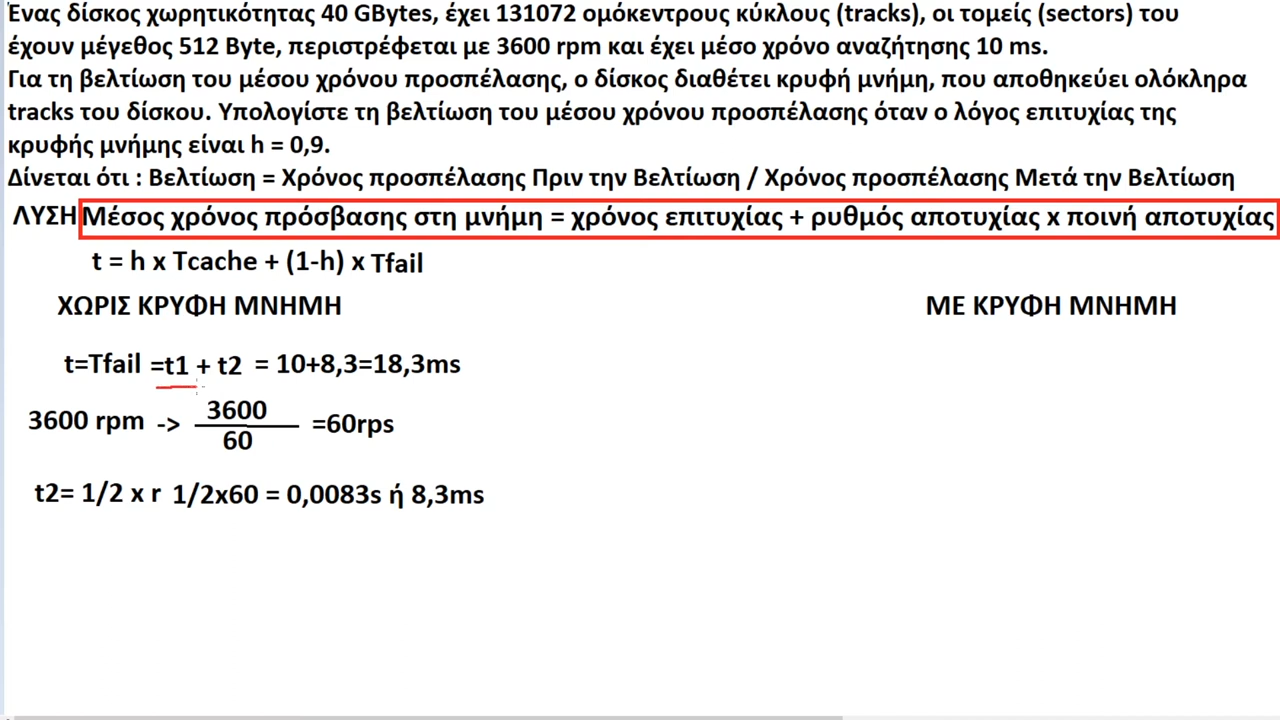 Ένας δίσκος χωρητικότητας 40 GBytes, έχει 131072 ομόκεντρους κύκλους (tracks), οι τομείς (sectors) του
έχουν μέγεθος 512 Byte, περιστρέφεται με 3600 rpm και έχει μέσο χρόνο αναζήτησης 10 ms.
Για τη βελτίωση του μέσου χρόνου προσπέλασης, ο δίσκος διαθέτει κρυφή μνήμη, που αποθηκεύει ολόκληρα
tracks του δίσκου. Υπολογίστε τη βελτίωση του μέσου χρόνου προσπέλασης όταν ο λόγος επιτυχίας της
κρυφής μνήμης είναι h = 0,9.
Δίνεται ότι : Βελτίωση = Χρόνος προσπέλασης Πριν την Βελτίωση / Χρόνος προσπέλασης Μετά την Βελτίωση
ΛΥΣΗ Μέσος χρόνος πρόσβασης στη μνήμη = χρόνος επιτυχίας + ρυθμός αποτυχίας x ποινή αποτυχίας
t = h x Tcache + (1-h) x Tfail
ΧΩΡΙΣ ΚΡΥΦΗ ΜΝΗΜΗ ΜΕ ΚΡΥΦΗ ΜΝΗΜΗ
t=Tfail =t1 + t2 = 10+8,3=18,3ms
3600 rpm -> 3600 =60rps
60
t2= 1/2 x r 1/2x60 = 0,0083s ή 8,3ms